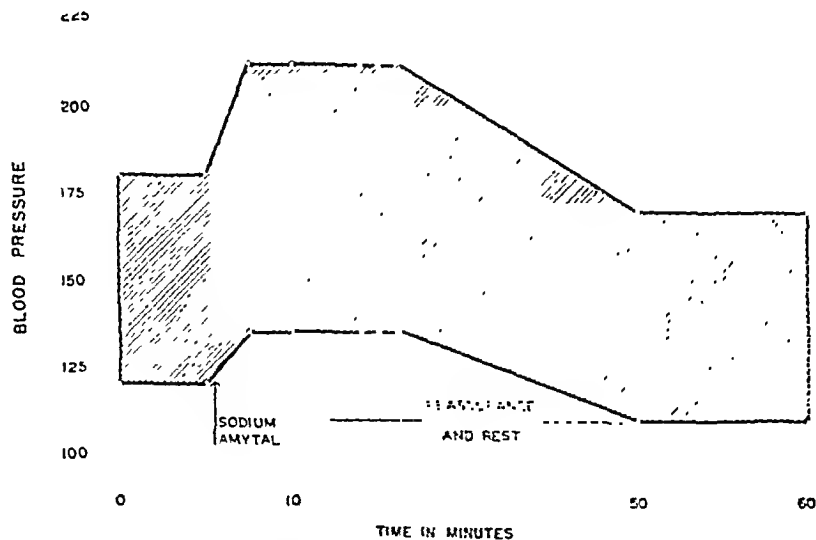 225
200
175
150
125
100
BLOOD PRESSURE
SODIUM
AMYTAL
AND REST
0 10 50 60
TIME IN MINUTES